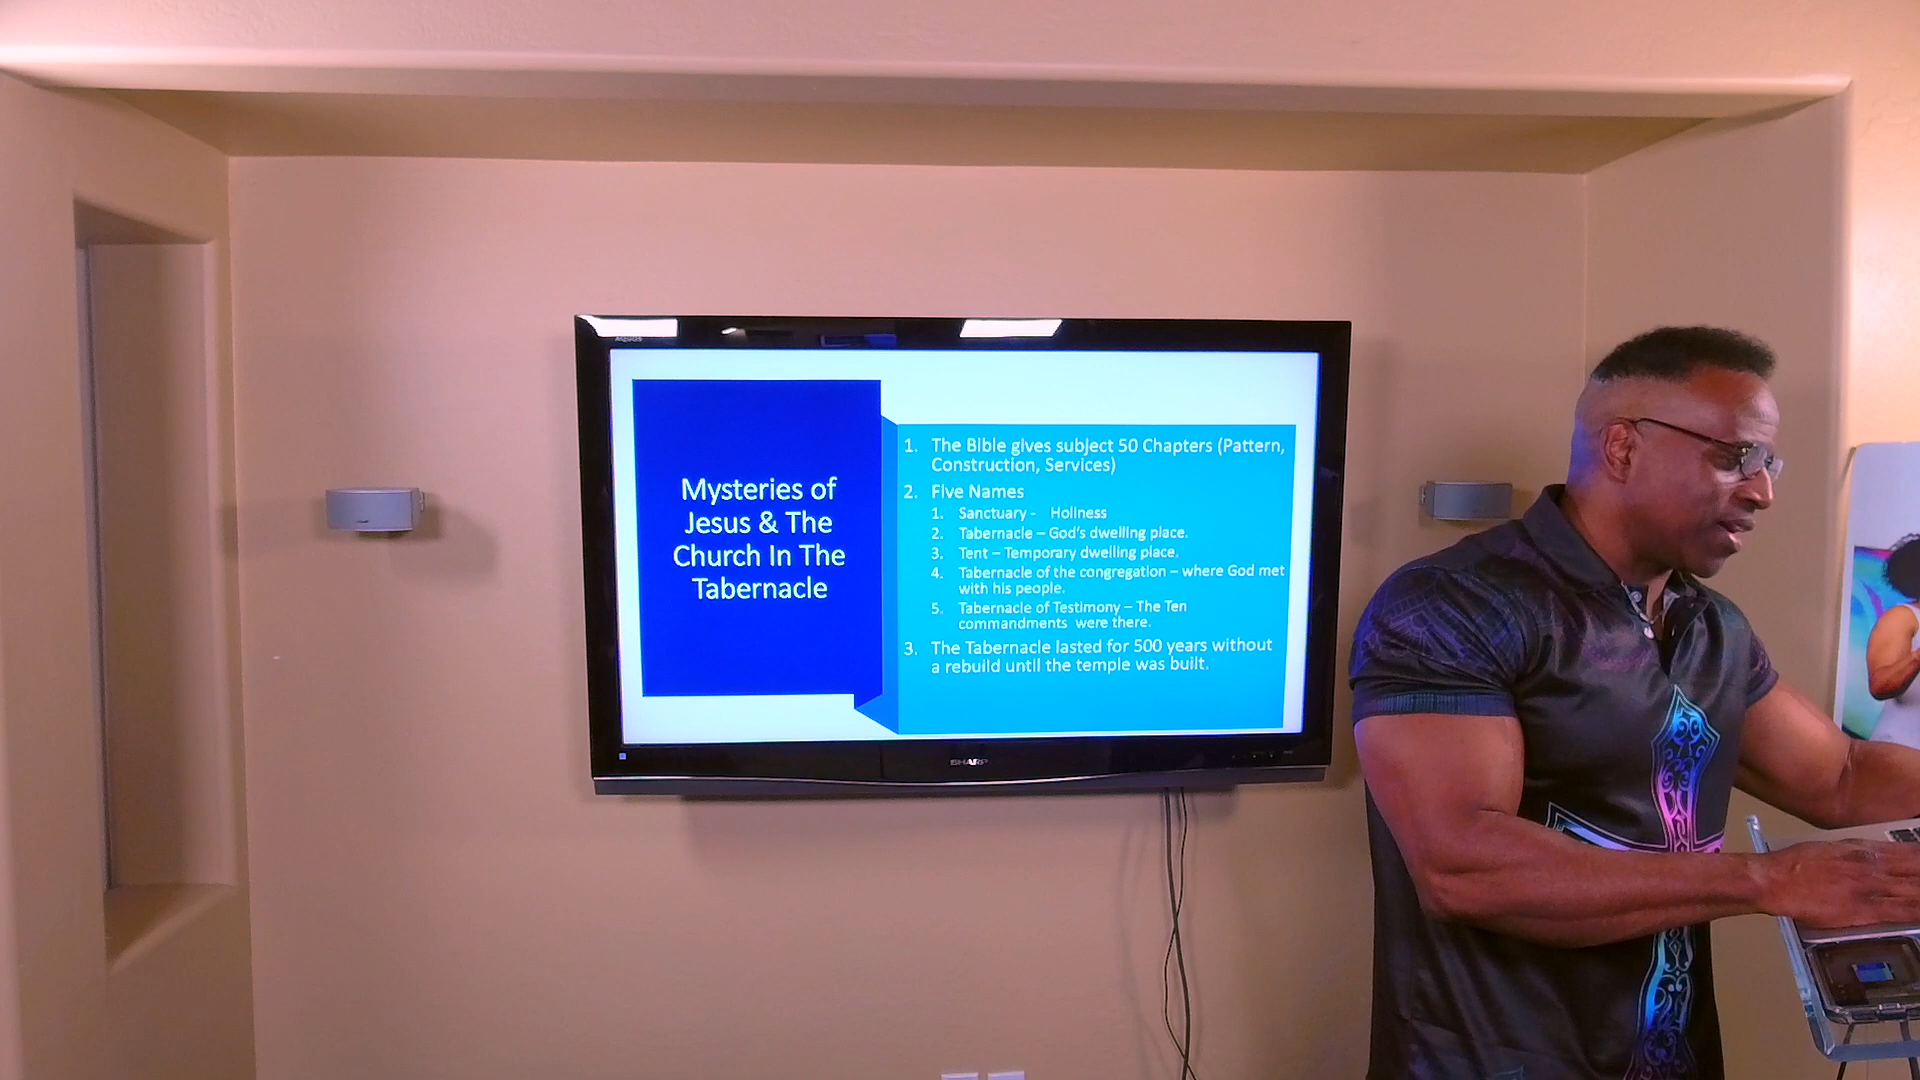 AQUOS
Mysteries of
Jesus & The
Church In The
Tabernacle
1. The Bible gives subject 50 Chapters (Pattern,
Construction, Services)
2. Five Names
1. Sanctuary - Holiness
2. Tabernacle – God's dwelling place.
3. Tent – Temporary dwelling place.
4. Tabernacle of the congregation – where God met
with his people.
5. Tabernacle of Testimony – The Ten
commandments were there.
3. The Tabernacle lasted for 500 years without
a rebuild until the temple was built.
SHARP